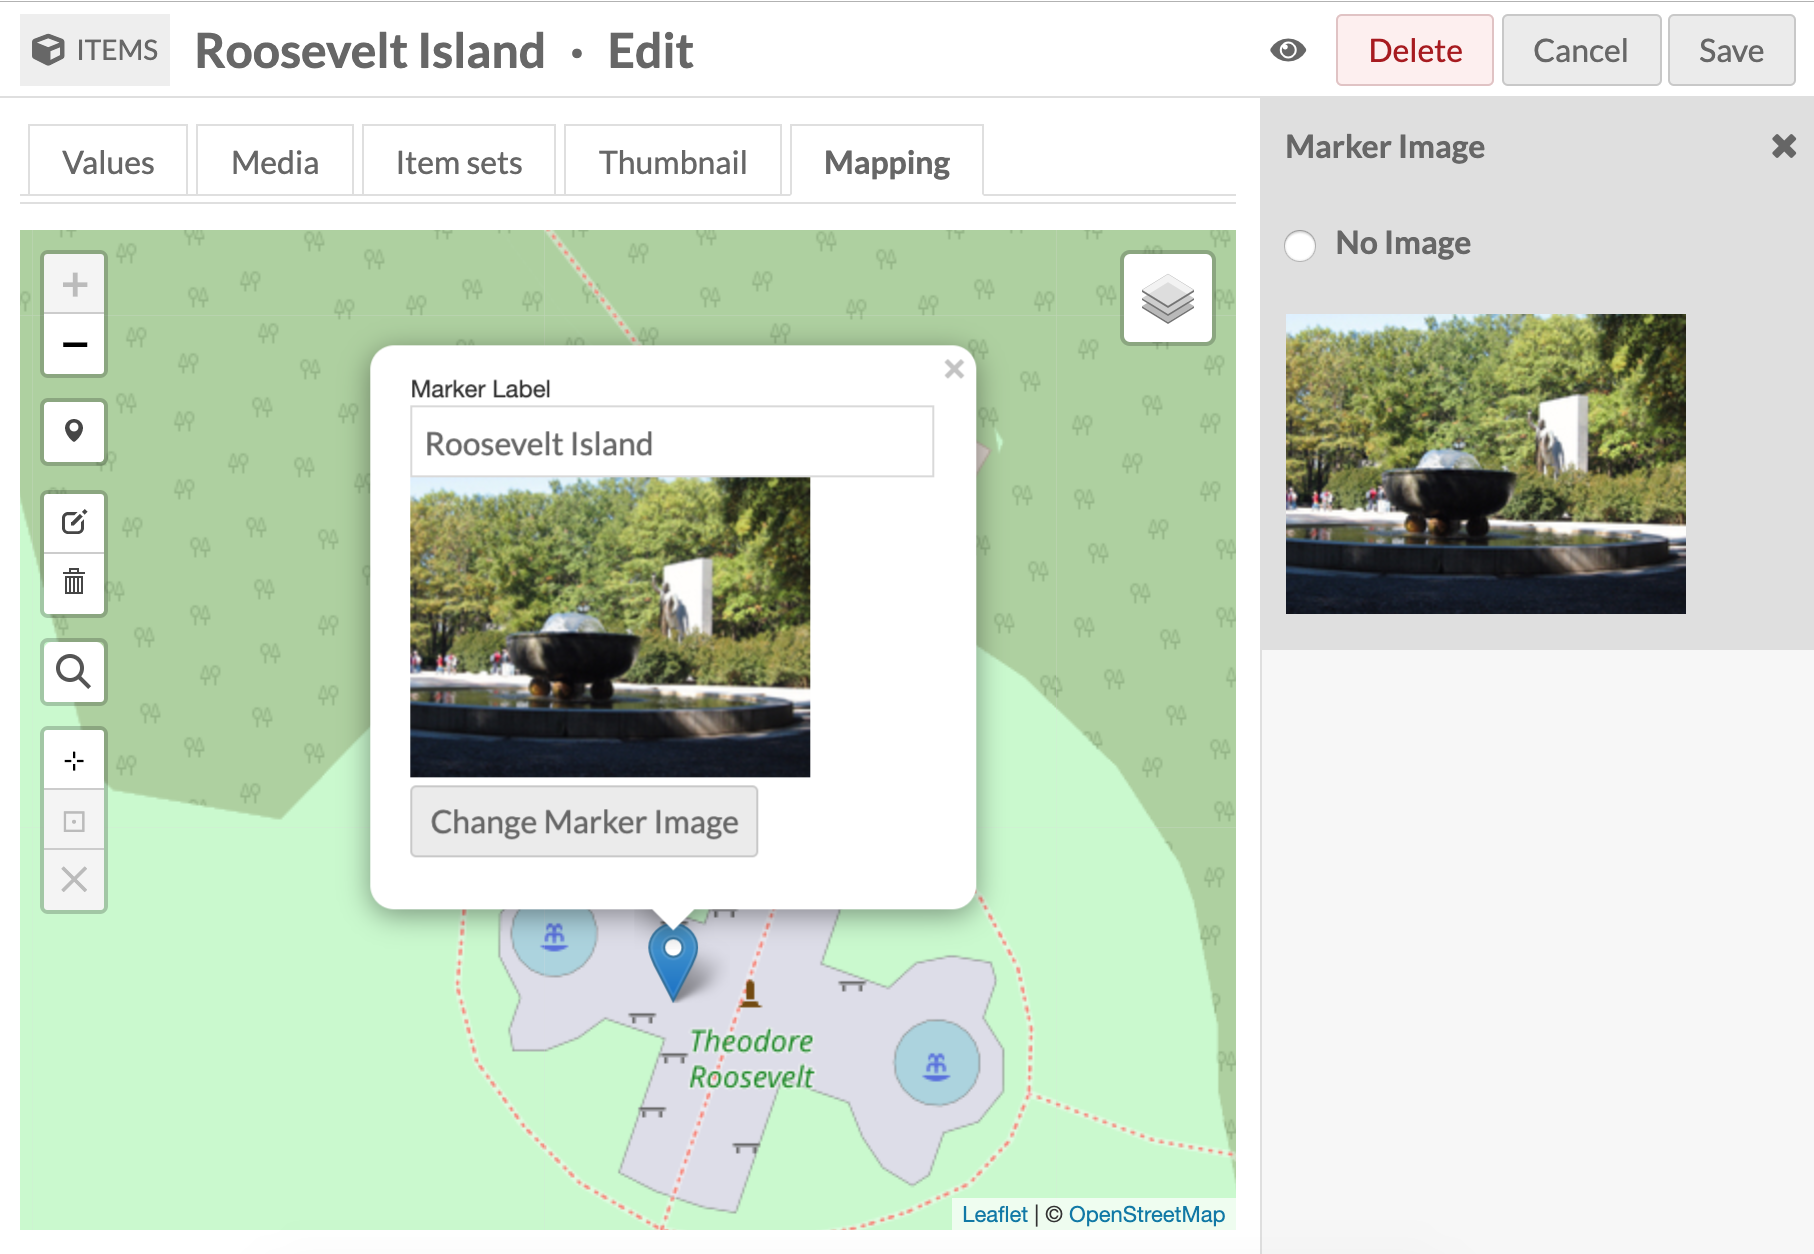 ITEMS
Roosevelt Island · Edit
Delete
Cancel
Save
Values
Media
Item sets
Thumbnail
Mapping
Marker Image
No Image
Marker Label
Roosevelt Island
Change Marker Image
Theodore
Roosevelt
Leaflet | © OpenStreetMap